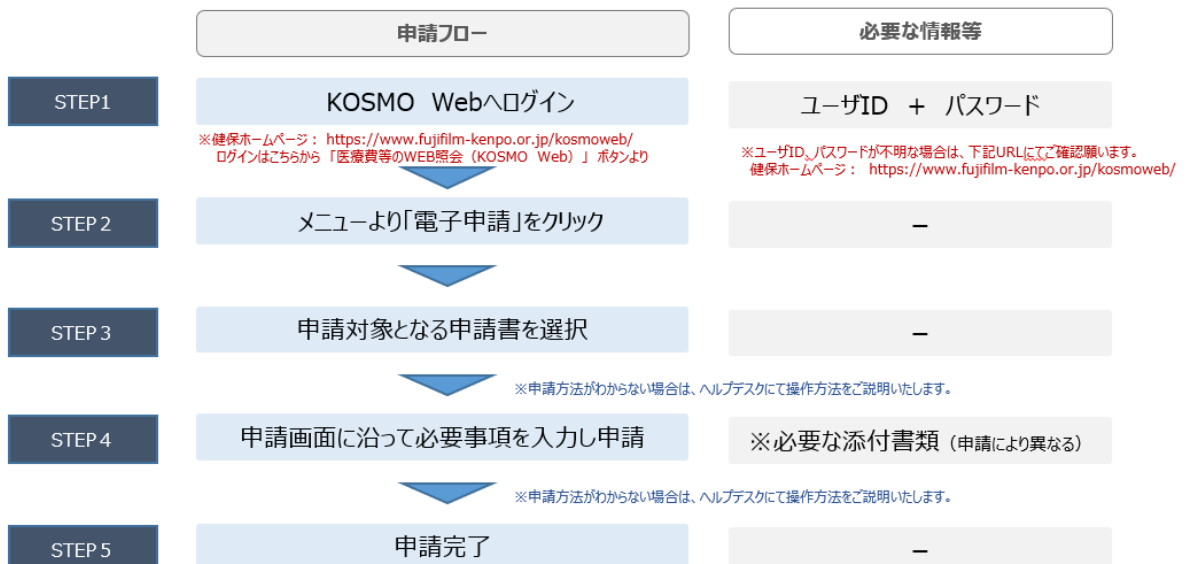 申請フロー
必要な情報等
STEP1
KOSMO Webへログイン
ユーザID + パスワード
※健保ホームページ： https://www.fujifilm-kenpo.or.jp/kosmoweb/
ログインはこちらから 「医療費等のWEB照会（KOSMO Web）」 ボタンより
※ユーザID、パスワードが不明な場合は、下記URLにてご確認願います。
健保ホームページ： https://www.fujifilm-kenpo.or.jp/kosmoweb/
STEP2
メニューより「電子申請」をクリック
–
STEP3
申請対象となる申請書を選択
–
※申請方法がわからない場合は、ヘルプデスクにて操作方法をご説明いたします。
STEP4
申請画面に沿って必要事項を入力し申請
※必要な添付書類（申請により異なる）
※申請方法がわからない場合は、ヘルプデスクにて操作方法をご説明いたします。
STEP5
申請完了
–